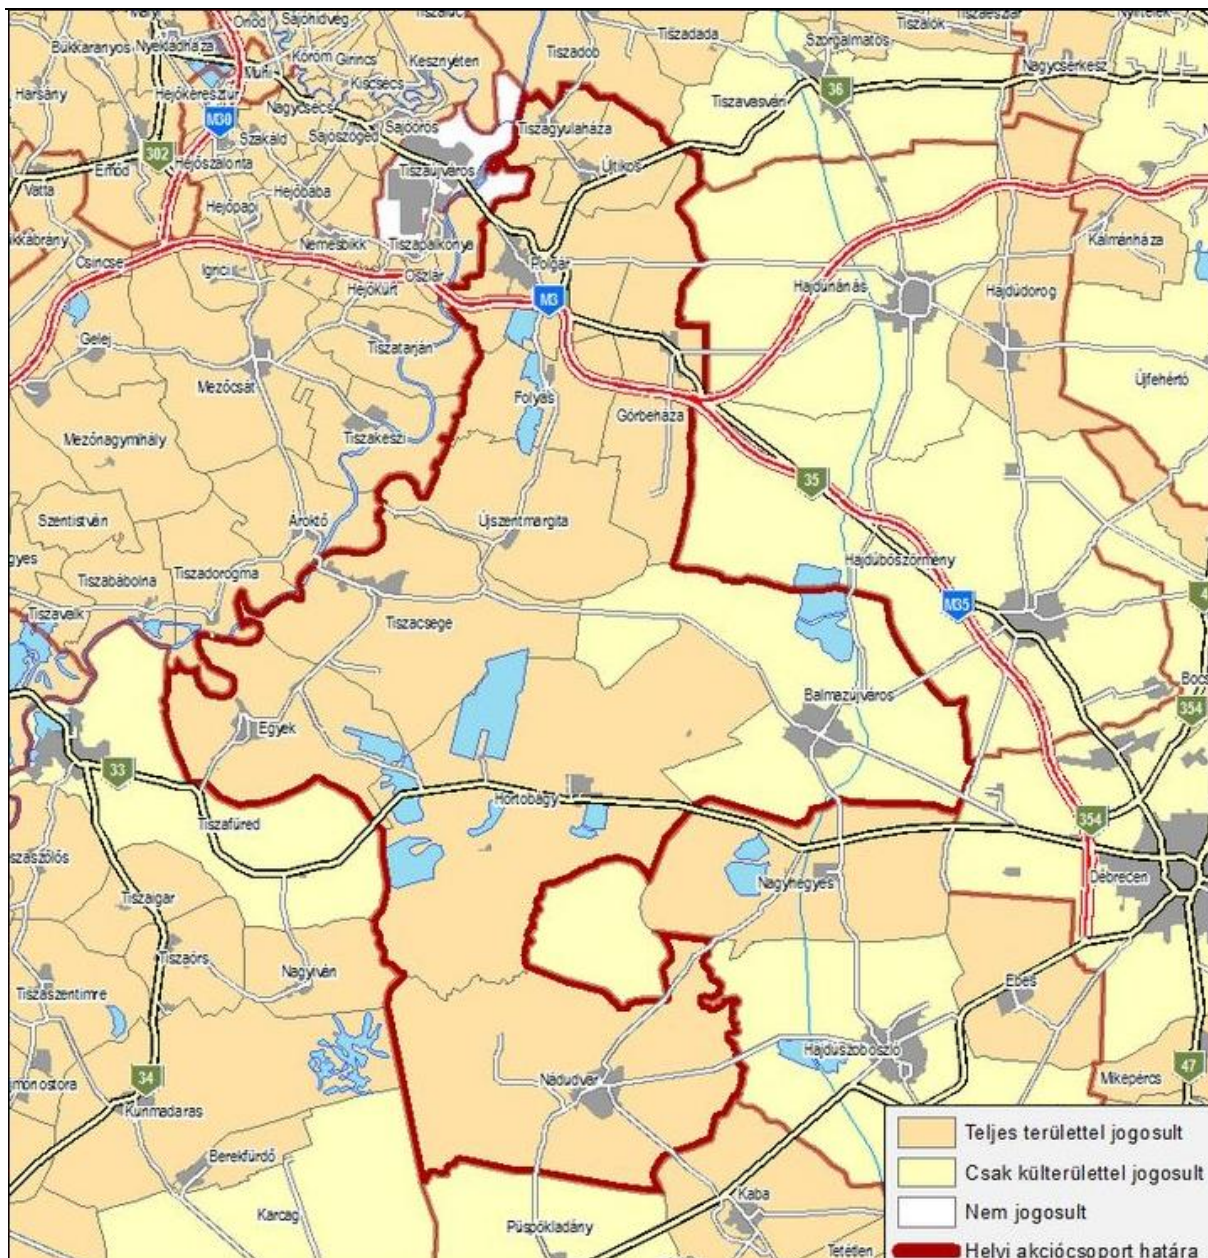 Ónod
Sajóhídvég
Tiszalúc
Tiszadob
Tiszadada
Tiszalök
Tiszaeszlár
Nyírtelek
Bükkaranyos
Nyékládháza
Köröm
Girincs
Kesznyéten
Szorgalmatos
Nagycserkesz
Muhi
Kiscsécs
Harsány
Hejőkeresztúr
Nagycsécs
36
Tiszavasvári
M30
Szakáld
Sajószöged
Sajóörös
Tiszagyulaháza
302
Hejőszalonta
Emőd
Tiszaújváros
Újtikos
Vatta
Hejőbába
Hejőpapi
Nemesbikk
Tiszapalkonya
Kálmánháza
Csincse
Igrici
Oszlár
Polgár
Hejőkürt
M3
Hajdúnánás
Hajdúdorog
Gelej
Tiszatarján
Mezőcsát
Folyás
Újfehértó
Görbeháza
Tiszakeszi
Mezőnagymihály
35
Szentistván
Ároktő
Újszentmargita
Hajdúböszörmény
Tiszadorogma
Tiszabábolna
Tiszavalk
M35
Tiszacsege
Balmazújváros
354
Egyek
33
Hortobágy
Tiszafüred
354
Nagyhegyes
Debrecen
Tiszaigar
Tiszaörs
Nagyiván
Tiszaszentimre
Ebes
Hajdúszoboszló
34
Nádudvar
47
Mikepércs
Kunmadaras
Berekfürdő
Karcag
Kaba
Püspökladány
Tetétlen
Teljes területtel jogosult
Csak külterülettel jogosult
Nem jogosult
Helyi akciócsoport határa